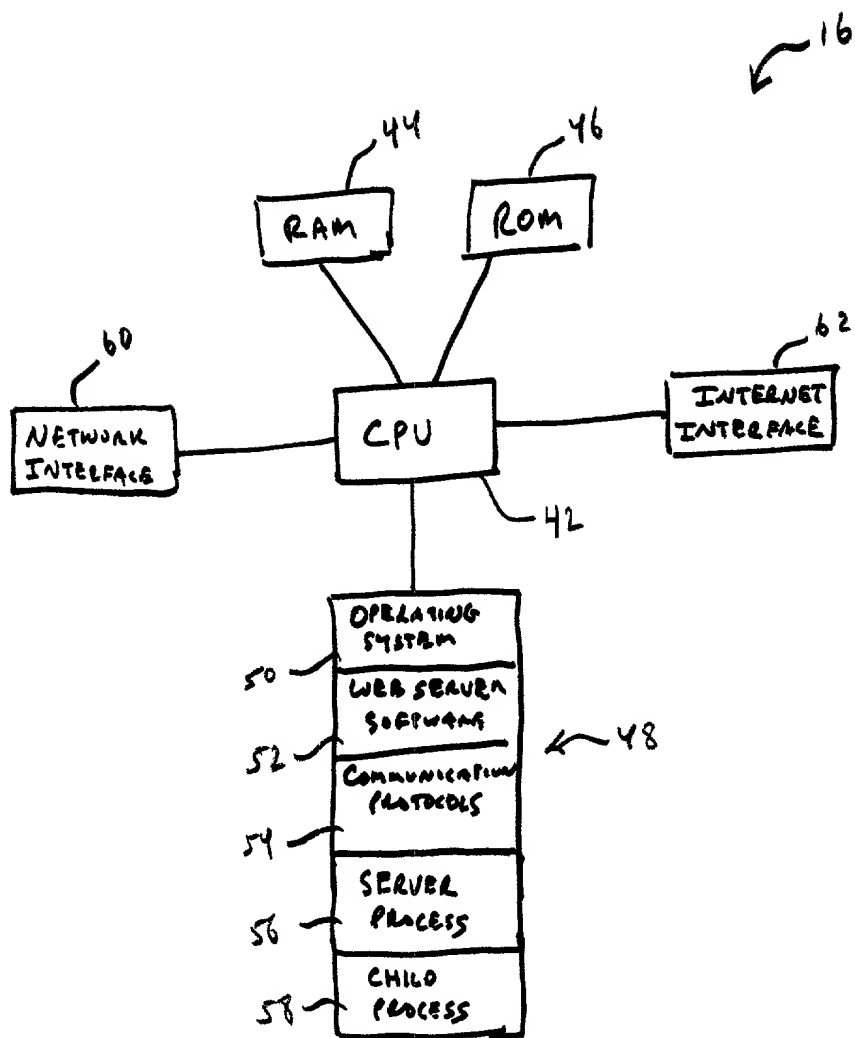 16
44
46
RAM
ROM
60
62
NETWORK
INTERFACE
CPU
INTERNET
INTERFACE
42
OPERATING
SYSTEM
50
WEB SERVER
SOFTWARE
52
48
COMMUNICATION
PROTOCOLS
54
SERVER
PROCESS
56
CHILD
PROCESS
58